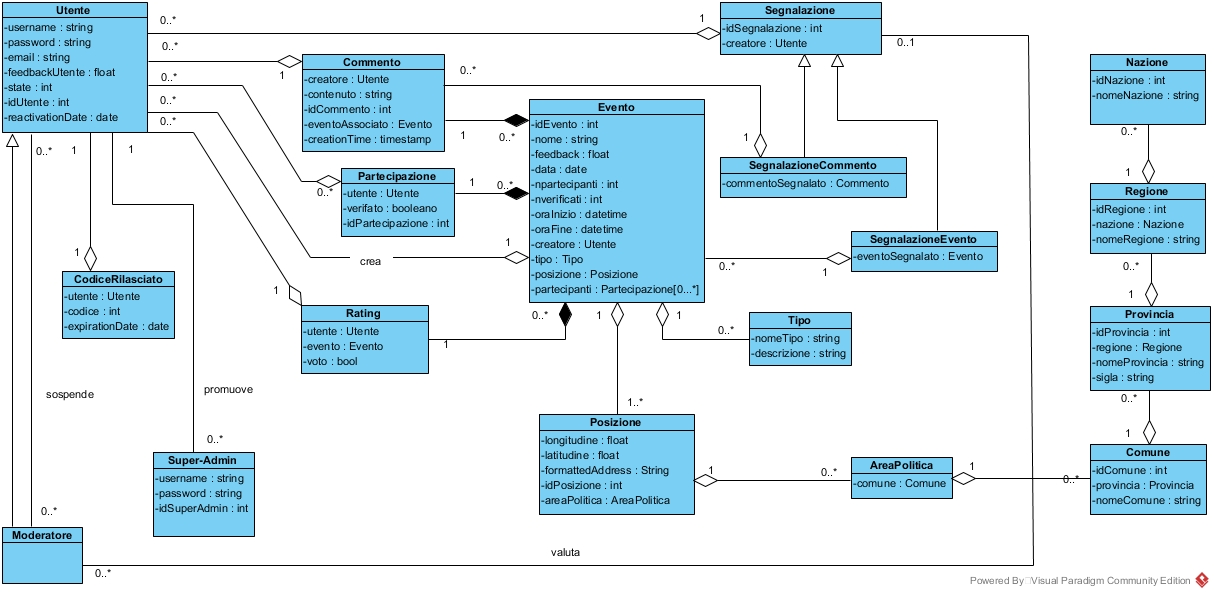 Utente
-username : string
-password : string
-email : string
-feedbackUtente : float
-state : int
-idUtente : int
-reactivationDate : date
0..*
0..*
0..*
0..*
0..*
0..*
1
1
1
Segnalazione
-idSegnalazione : int
-creatore : Utente
0..1
1
Commento
-creatore : Utente
-contenuto : string
-idCommento : int
-eventoAssociato : Evento
-creationTime : timestamp
0..*
1
0..*
Evento
-idEvento : int
-nome : string
-feedback : float
-data : date
-npartecipanti : int
-nverificati : int
-oraInizio : datetime
-oraFine : datetime
-creatore : Utente
-tipo : Tipo
-posizione : Posizione
-partecipanti : Partecipazione[0...*]
1
SegnalazioneCommento
-commentoSegnalato : Commento
Nazione
-idNazione : int
-nomeNazione : string
0..*
1
Partecipazione
-utente : Utente
-verifato : booleano
-idPartecipazione : int
0..*
1
0..*
Regione
-idRegione : int
-nazione : Nazione
-nomeRegione : string
0..*
1
SegnalazioneEvento
-eventoSegnalato : Evento
0..*
1
1
crea
1
CodiceRilasciato
-utente : Utente
-codice : int
-expirationDate : date
1
Rating
-utente : Utente
-evento : Evento
-voto : bool
1
0..*
1
1
0..*
Tipo
-nomeTipo : string
-descrizione : string
Provincia
-idProvincia : int
-regione : Regione
-nomeProvincia : string
-sigla : string
0..*
1
sospende
promuove
0..*
1..*
Posizione
-longitudine : float
-latitudine : float
-formattedAddress : String
-idPosizione : int
-areaPolitica : AreaPolitica
1
0..*
AreaPolitica
-comune : Comune
1
0..*
Comune
-idComune : int
-provincia : Provincia
-nomeComune : string
Super-Admin
-username : string
-password : string
-idSuperAdmin : int
0..*
Moderatore
0..*
valuta
Powered By Visual Paradigm Community Edition